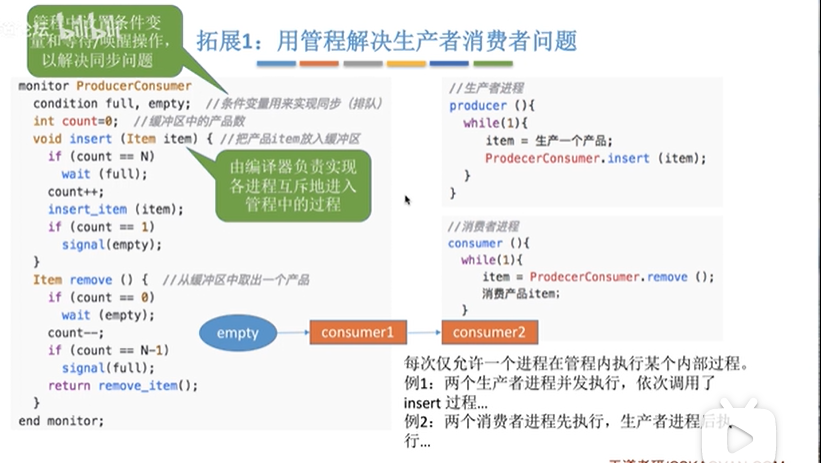 bilibili
管程中设置条件变
量和等待/唤醒操作，
以解决同步问题
拓展1：用管程解决生产者消费者问题
monitor ProducerConsumer
condition full, empty; //条件变量用来实现同步（排队）
int count=0; //缓冲区中的产品数
void insert (Item item) { //把产品item放入缓冲区
if (count == N)
wait (full);
count++;
insert_item (item);
if (count == 1)
signal(empty);
}
Item remove () { //从缓冲区中取出一个产品
if (count == 0)
wait (empty);
count--;
if (count == N-1)
signal(full);
return remove_item();
}
end monitor;
由编译器负责实现
各进程互斥地进入
管程中的过程
//生产者进程
producer (){
while(1){
item = 生产一个产品;
ProdecerConsumer.insert (item);
}
}
//消费者进程
consumer (){
while(1){
item = ProdecerConsumer.remove ();
消费产品item;
}
empty
consumer1
consumer2
每次仅允许一个进程在管程内执行某个内部过程。
例1：两个生产者进程并发执行，依次调用了
insert 过程…
例2：两个消费者进程先执行，生产者进程后执
行…